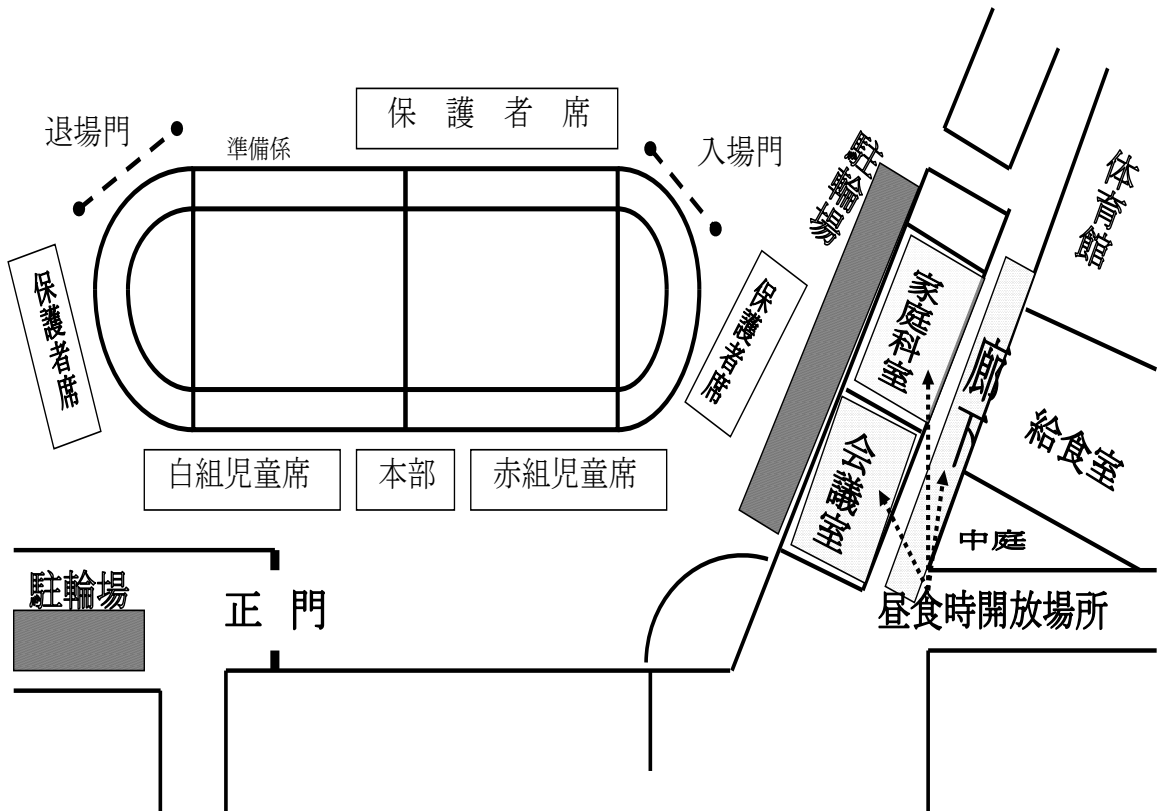 保護者席
退場門
準備係
入場門
駐輪場
体育館
保護者席
保護者席
家庭科室
廊下
給食室
白組児童席
本部
赤組児童席
会議室
中庭
駐輪場
正門
昼食時開放場所